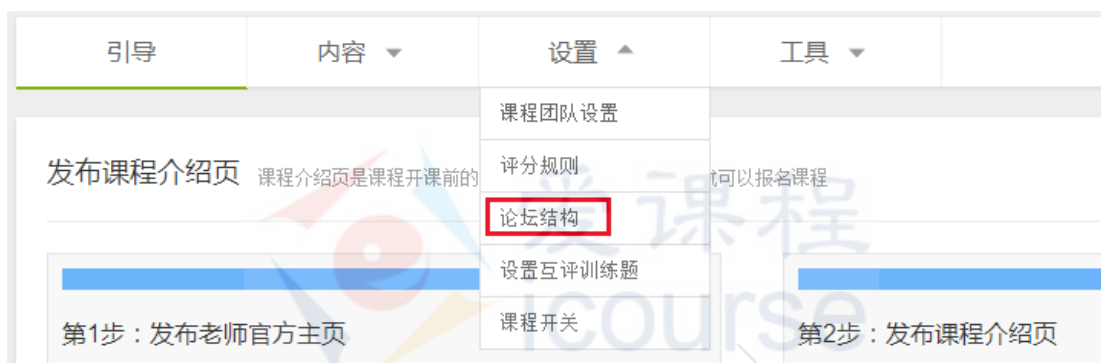 引导 内容 设置 工具
课程团队设置
发布课程介绍页 课程介绍页是课程开课前的 评分规则 可以报名课程
论坛结构
爱课程
设置互评训练题
icourse
课程开关
第1步：发布老师官方主页 第2步：发布课程介绍页